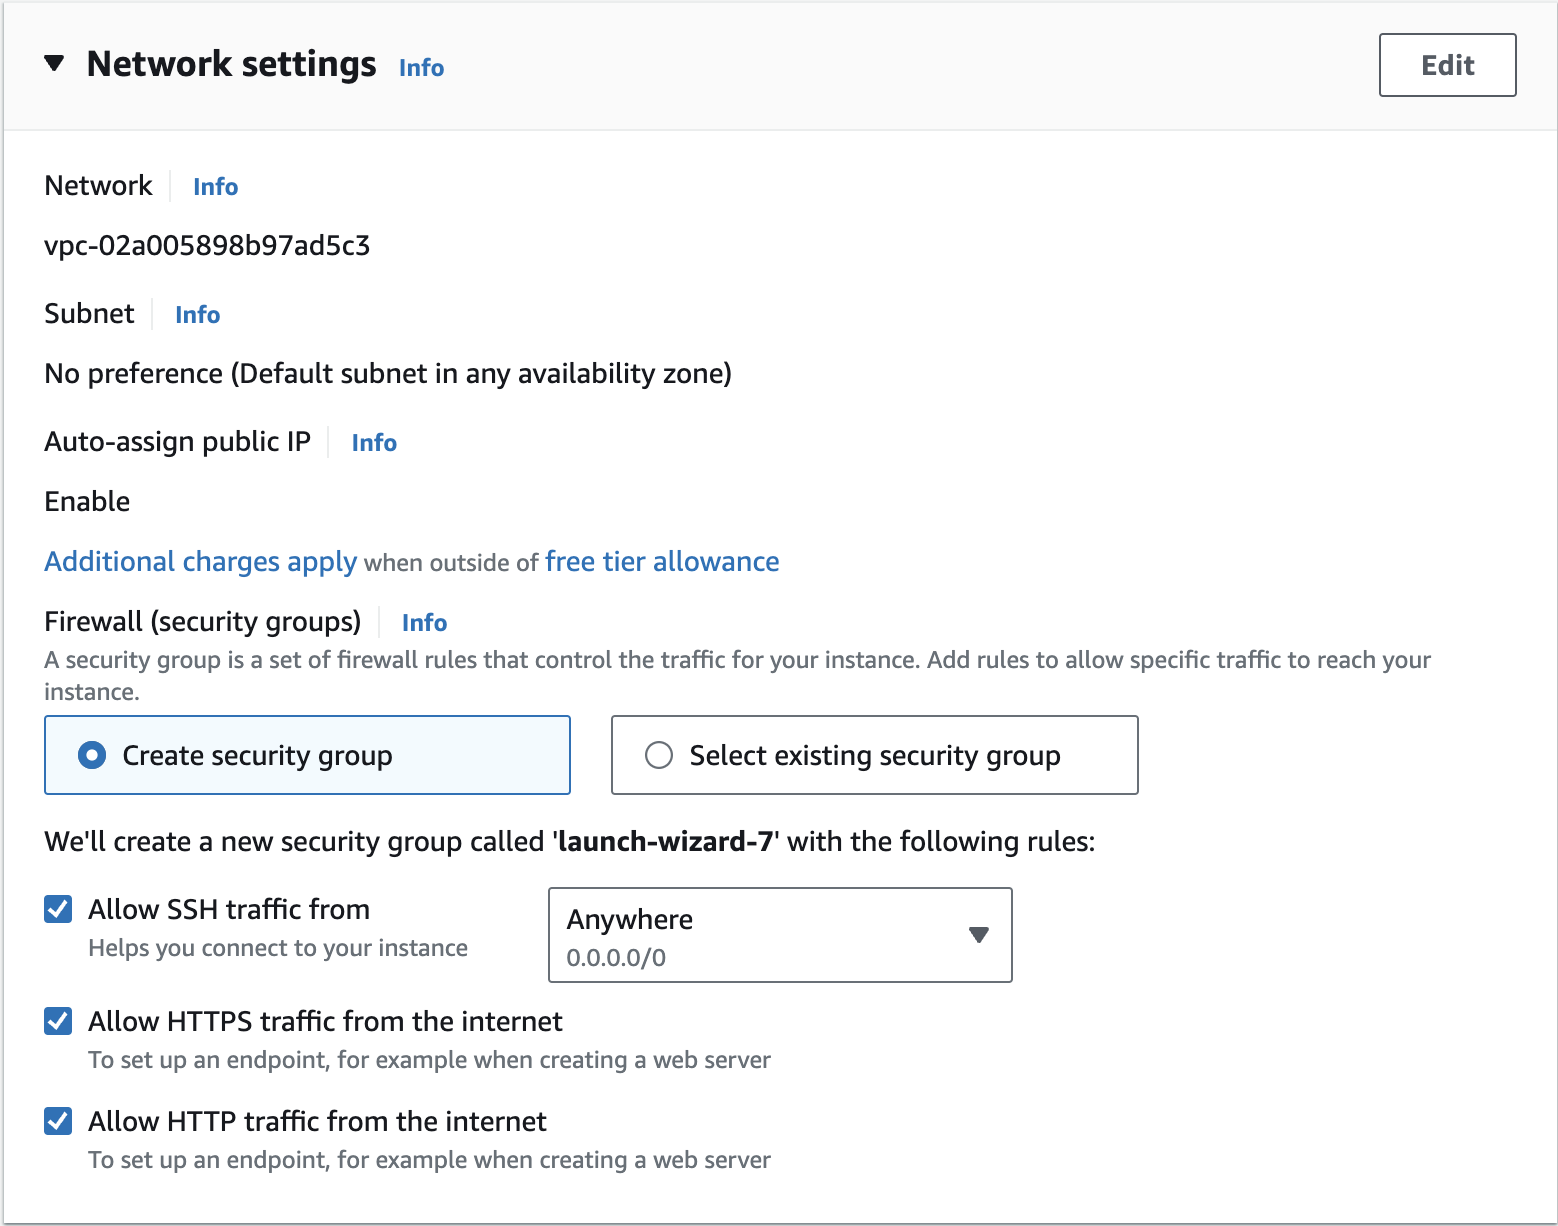 Network settings Info
Edit
Network Info
vpc-02a005898b97ad5c3
Subnet Info
No preference (Default subnet in any availability zone)
Auto-assign public IP Info
Enable
Additional charges apply when outside of free tier allowance
Firewall (security groups) Info
A security group is a set of firewall rules that control the traffic for your instance. Add rules to allow specific traffic to reach your
instance.
Create security group
Select existing security group
We'll create a new security group called 'launch-wizard-7' with the following rules:
Allow SSH traffic from
Helps you connect to your instance
Anywhere
0.0.0.0/0
Allow HTTPS traffic from the internet
To set up an endpoint, for example when creating a web server
Allow HTTP traffic from the internet
To set up an endpoint, for example when creating a web server